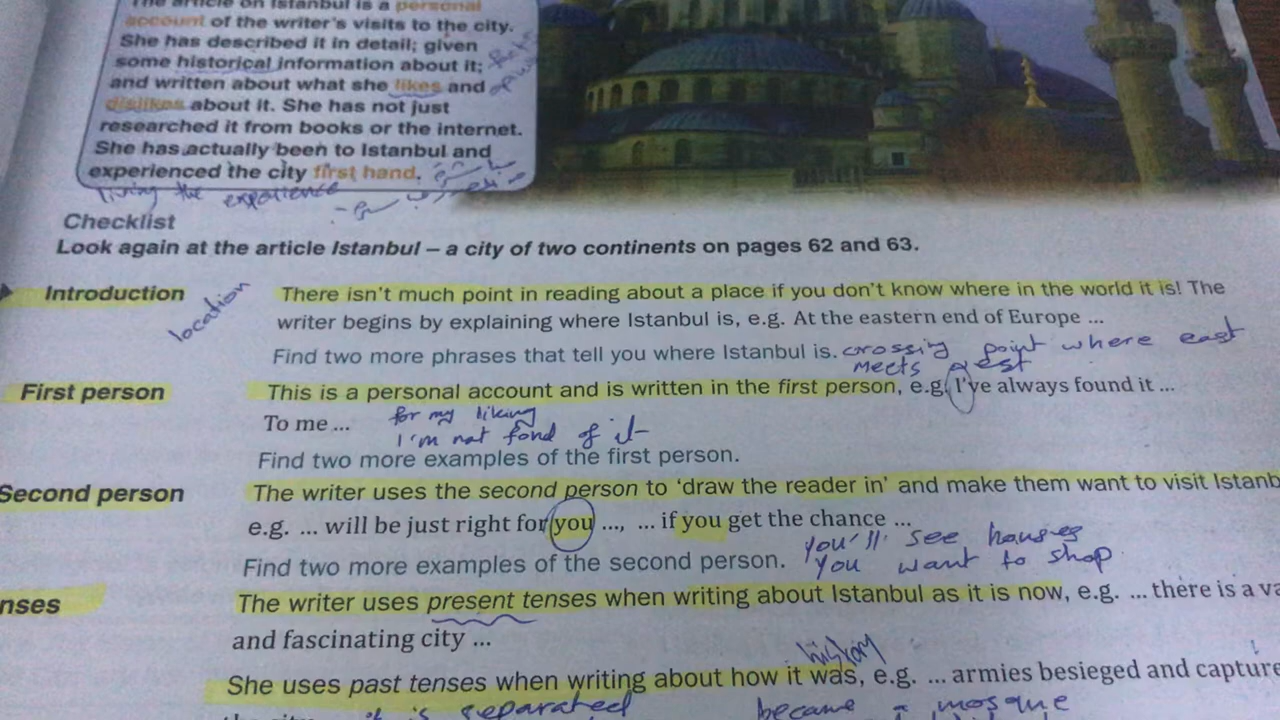 The article on Istanbul is a personal
account of the writer's visits to the city.
She has described it in detail; given
some historical information about it;
and written about what she likes and
dislikes about it. She has not just
researched it from books or the internet.
She has actually been to Istanbul and
experienced the city first hand.
living the experience
Checklist
Look again at the article Istanbul – a city of two continents on pages 62 and 63.
Introduction
location
There isn't much point in reading about a place if you don't know where in the world it is! The
writer begins by explaining where Istanbul is, e.g. At the eastern end of Europe ...
Find two more phrases that tell you where Istanbul is. crossing point where east
meets west
First person
This is a personal account and is written in the first person, e.g. I've always found it ...
To me ... for my liking
I'm not fond of it
Find two more examples of the first person.
Second person
The writer uses the second person to 'draw the reader in' and make them want to visit Istanb
e.g. ... will be just right for you ..., ... if you get the chance ...
you'll see houses
Find two more examples of the second person. you want to shop
nses
The writer uses present tenses when writing about Istanbul as it is now, e.g. ... there is a va
and fascinating city ...
history
She uses past tenses when writing about how it was, e.g. ... armies besieged and capture
the city is separated became a mosque